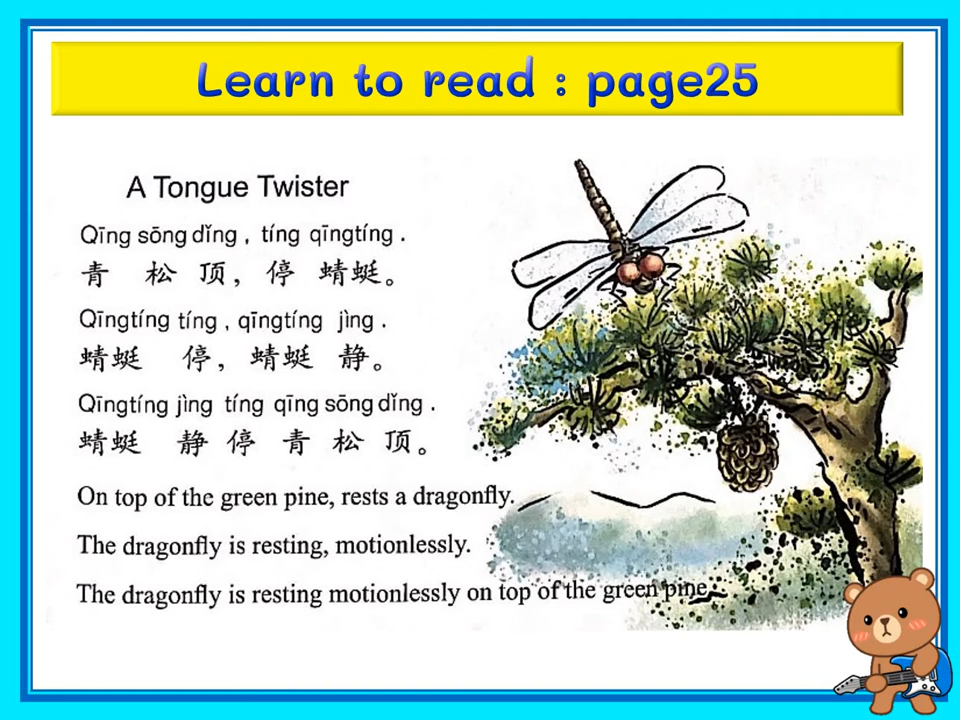 Learn to read : page25
A Tongue Twister
Qīng sōng dǐng , tíng qīngtíng .
青 松 顶, 停 蜻蜓。
Qīngtíng tíng , qīngtíng jìng .
蜻蜓 停, 蜻蜓 静。
Qīngtíng jìng tíng qīng sōng dǐng .
蜻蜓 静 停 青 松 顶。
On top of the green pine, rests a dragonfly.
The dragonfly is resting, motionlessly.
The dragonfly is resting motionlessly on top of the green pine.